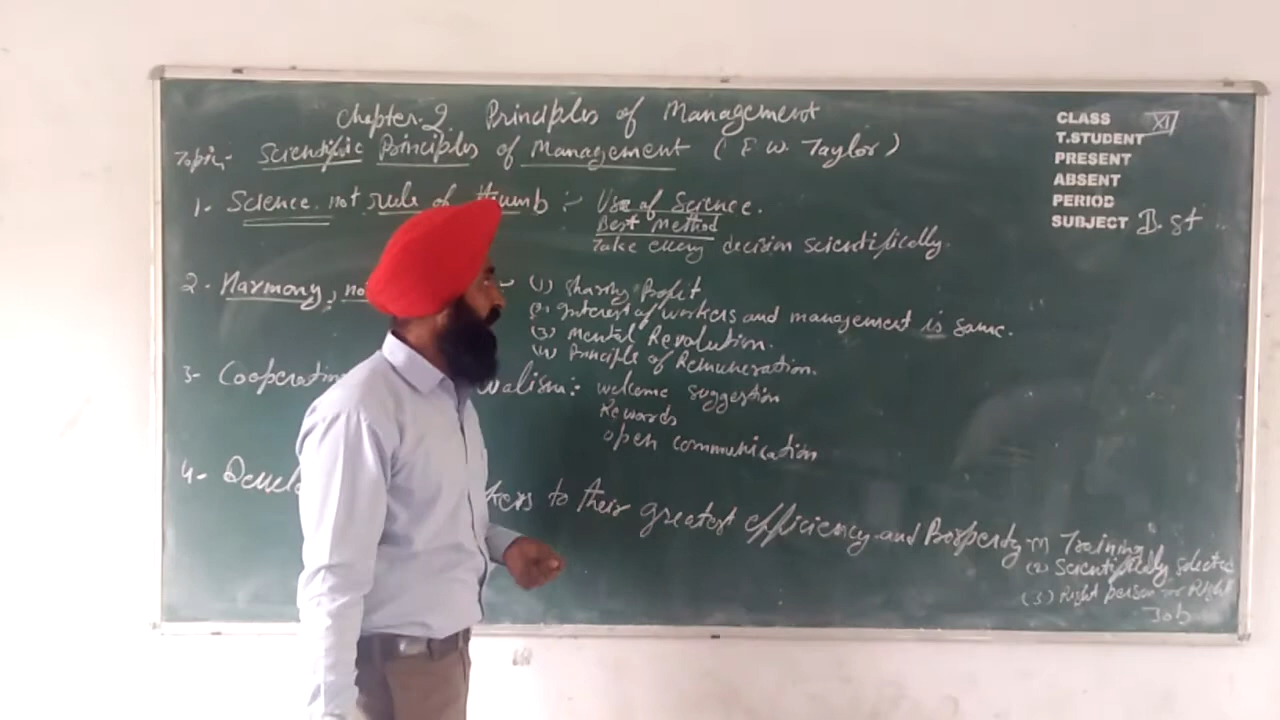 Chapter-2 Principles of Management
Topic:- Scientific Principles of Management (F.W. Taylor)
1- Science not rule of thumb :- Use of Science.
Best Method
Take every decision scientifically.
2. Harmony, no :- (1) Sharing Profit
(2) Interest of workers and management is same.
(3) Mental Revolution.
(4) Principle of Remuneration.
3- Cooperation walism: welcome suggestion
Rewards
open communication
4- Devel kers to their greatest efficiency and Prosperty (1) Training
(2) Scientifically selected
(3) Right person Right
Job
CLASS XI
T.STUDENT
PRESENT
ABSENT
PERIOD
SUBJECT B.St